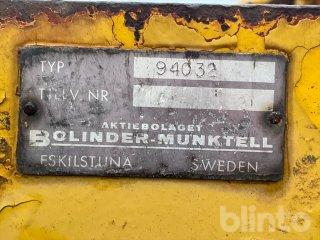 TYP 94032
TILLV. NR
AKTIEBOLAGET
BOLINDER-MUNKTELL
ESKILSTUNA SWEDEN
blinto